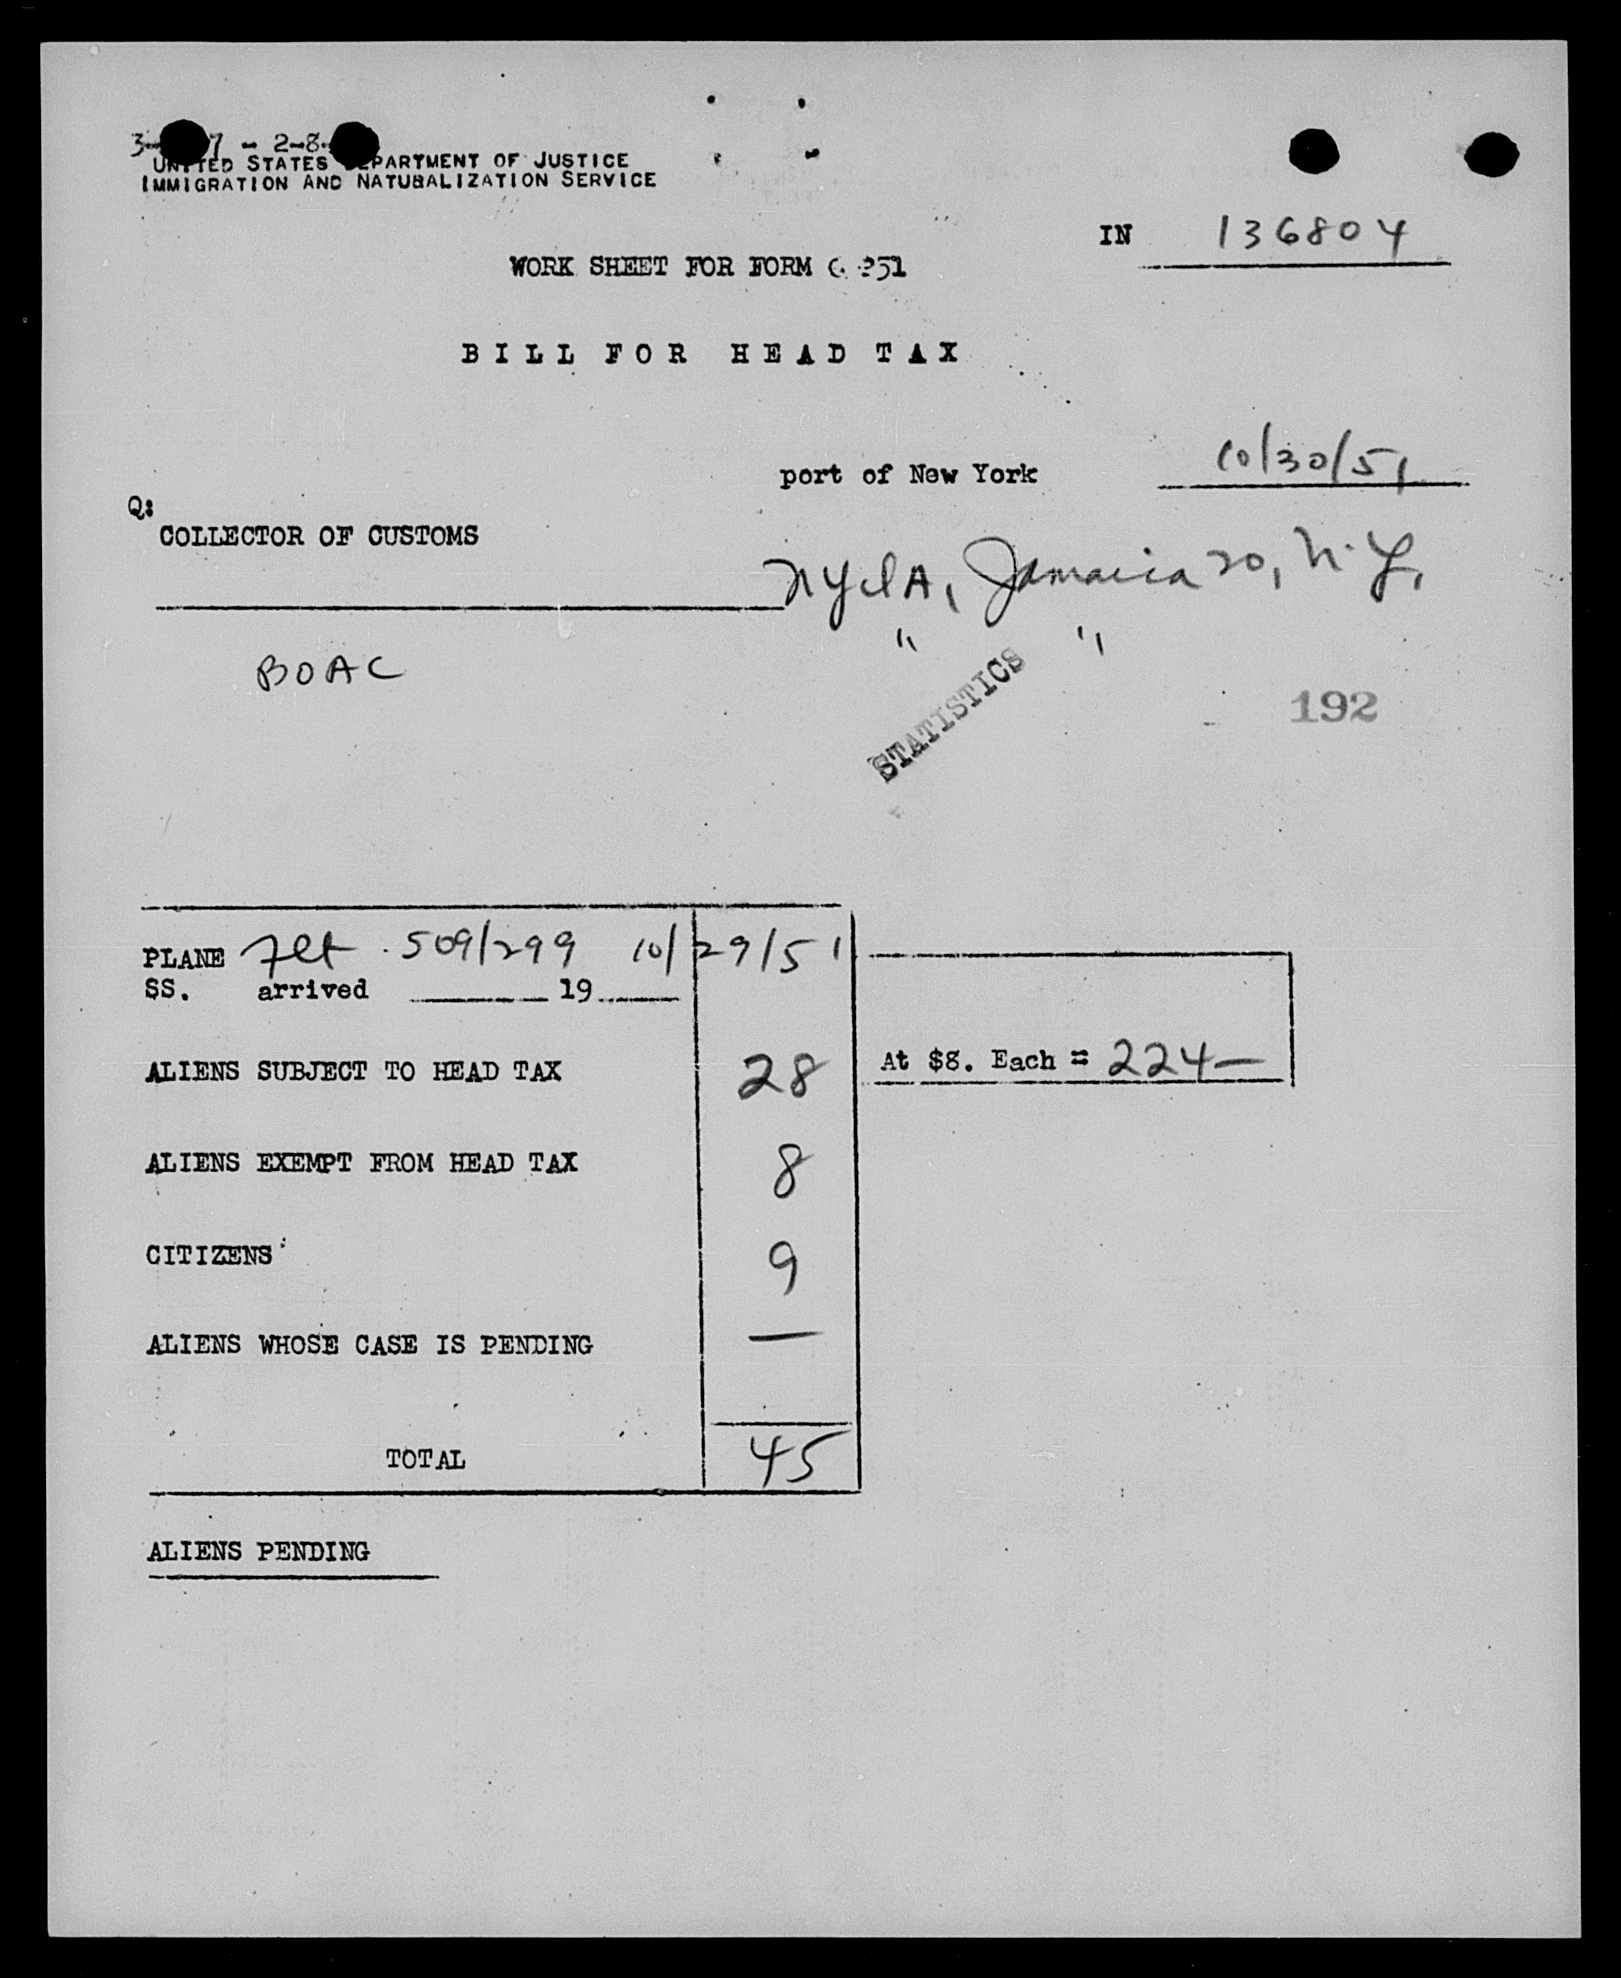 UNITED STATES DEPARTMENT OF JUSTICE
IMMIGRATION AND NATURALIZATION SERVICE
IN 136804
WORK SHEET FOR FORM
BILL FOR HEAD TAX
port of New York 10/30/51
Q:
COLLECTOR OF CUSTOMS
NYIA, Jamaica 20, N.Y.
" "
BOAC
STATISTICS
192
PLANE Flt 509/299 10/29/51
SS. arrived 19
ALIENS SUBJECT TO HEAD TAX 28 At $8. Each = 224—
ALIENS EXEMPT FROM HEAD TAX 8
CITIZENS 9
ALIENS WHOSE CASE IS PENDING —
TOTAL 45
ALIENS PENDING